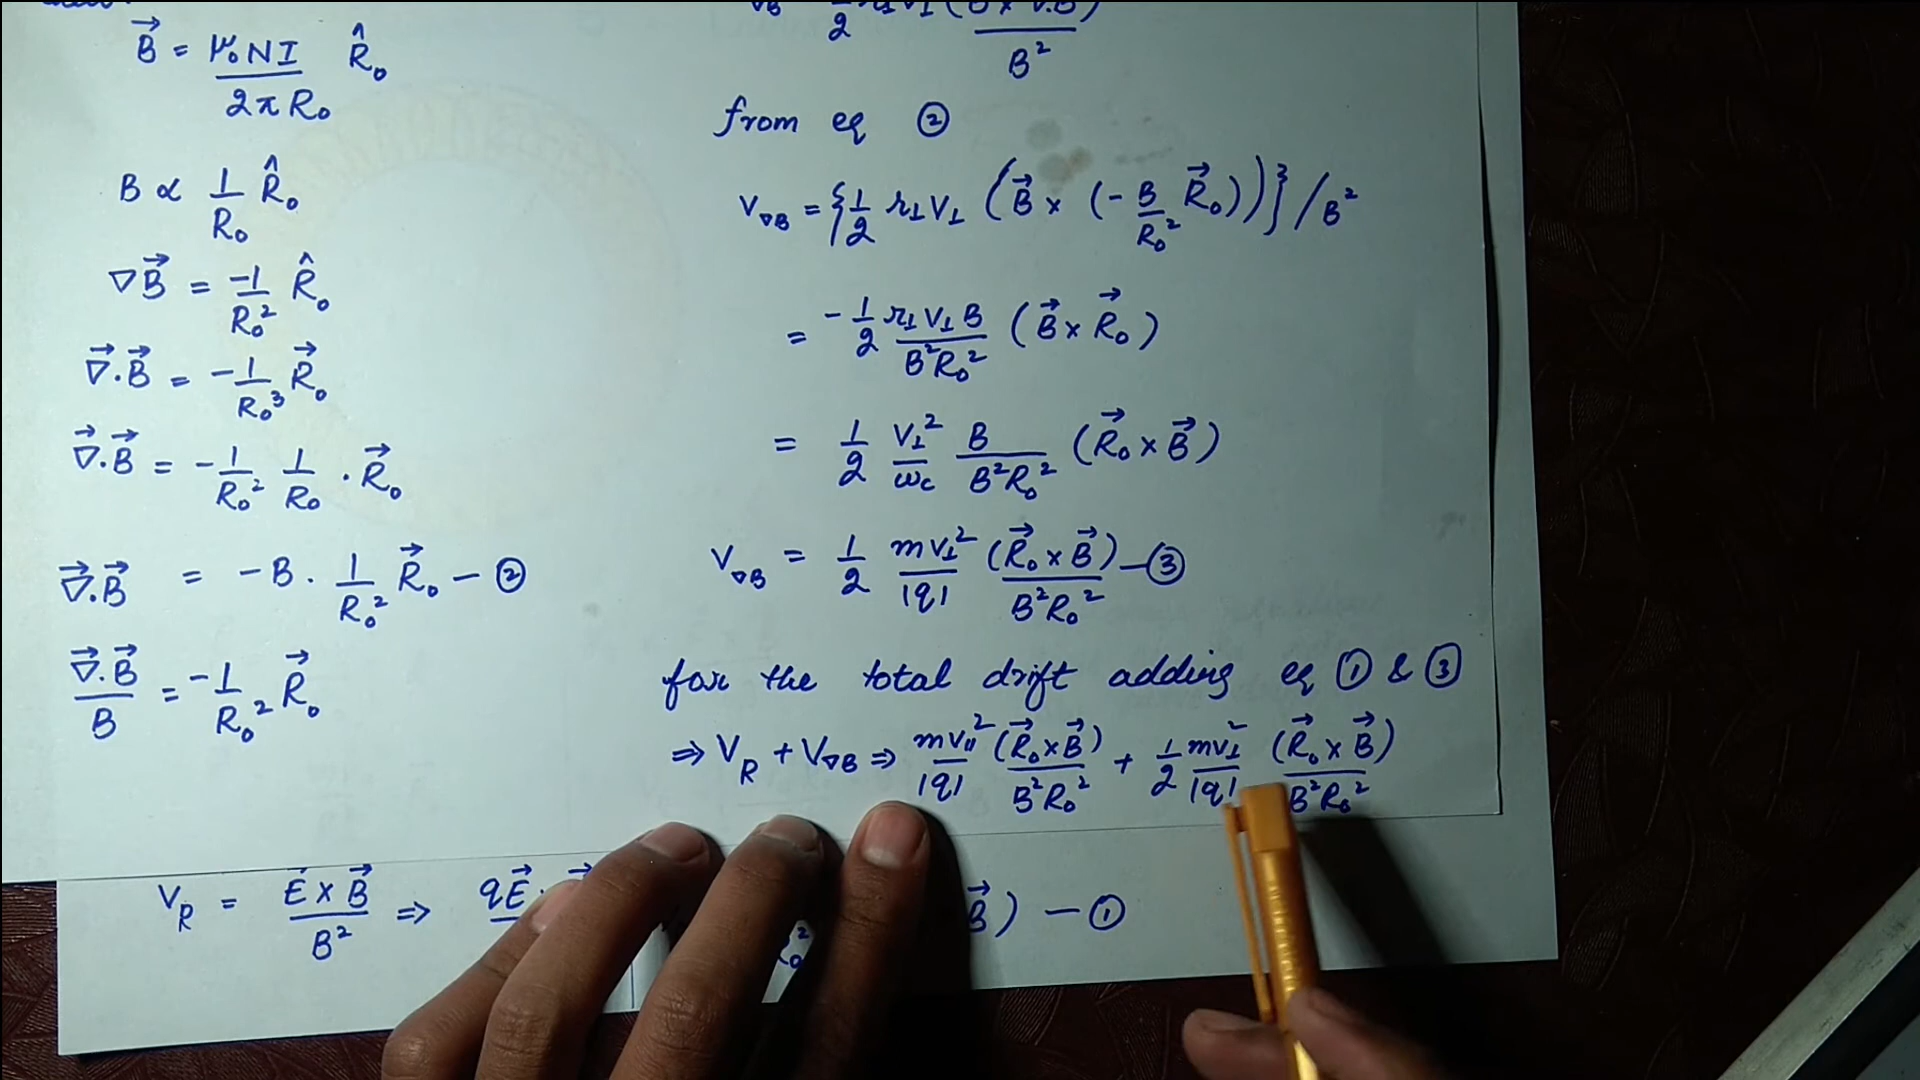 B⃗ = μ₀NI / 2πR₀ R̂₀
B ∝ 1/R₀ R̂₀
∇B⃗ = -1/R₀² R̂₀
∇⃗.B⃗ = -1/R₀³ R⃗₀
∇⃗.B⃗ = -1/R₀² 1/R₀ . R⃗₀
∇⃗.B⃗ = -B . 1/R₀² R⃗₀ - ②
∇⃗.B⃗ / B = -1/R₀² R⃗₀
from eq ②
V∇B = {1/2 r⊥V⊥ (B⃗ × (-B/R₀² R⃗₀))} / B²
= -1/2 r⊥V⊥B / B²R₀² (B⃗ × R⃗₀)
= 1/2 V⊥²/ωc B/B²R₀² (R⃗₀ × B⃗)
V∇B = 1/2 mV⊥²/|q| (R⃗₀ × B⃗)/B²R₀² - ③
for the total drift adding eq ① & ③
⇒ V_R + V∇B ⇒ mV∥²/|q| (R⃗₀×B⃗)/B²R₀² + 1/2 mV⊥²/|q| (R⃗₀ × B⃗)/B²R₀²
V_R = E⃗ × B⃗ / B² ⇒ qE⃗ B⃗) - ①